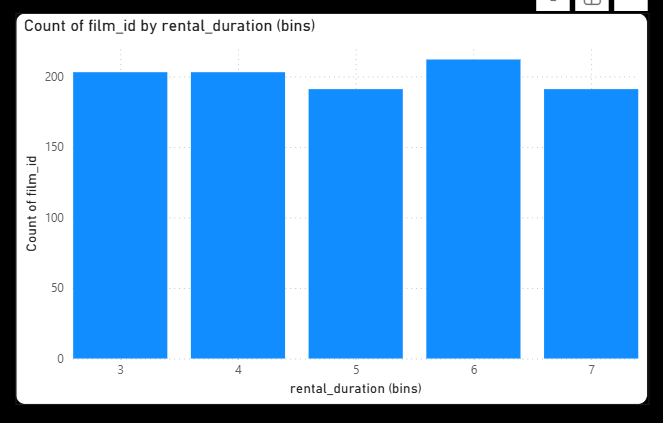 Count of film_id by rental_duration (bins)
Count of film_id
200
150
100
50
0
3 4 5 6 7
rental_duration (bins)